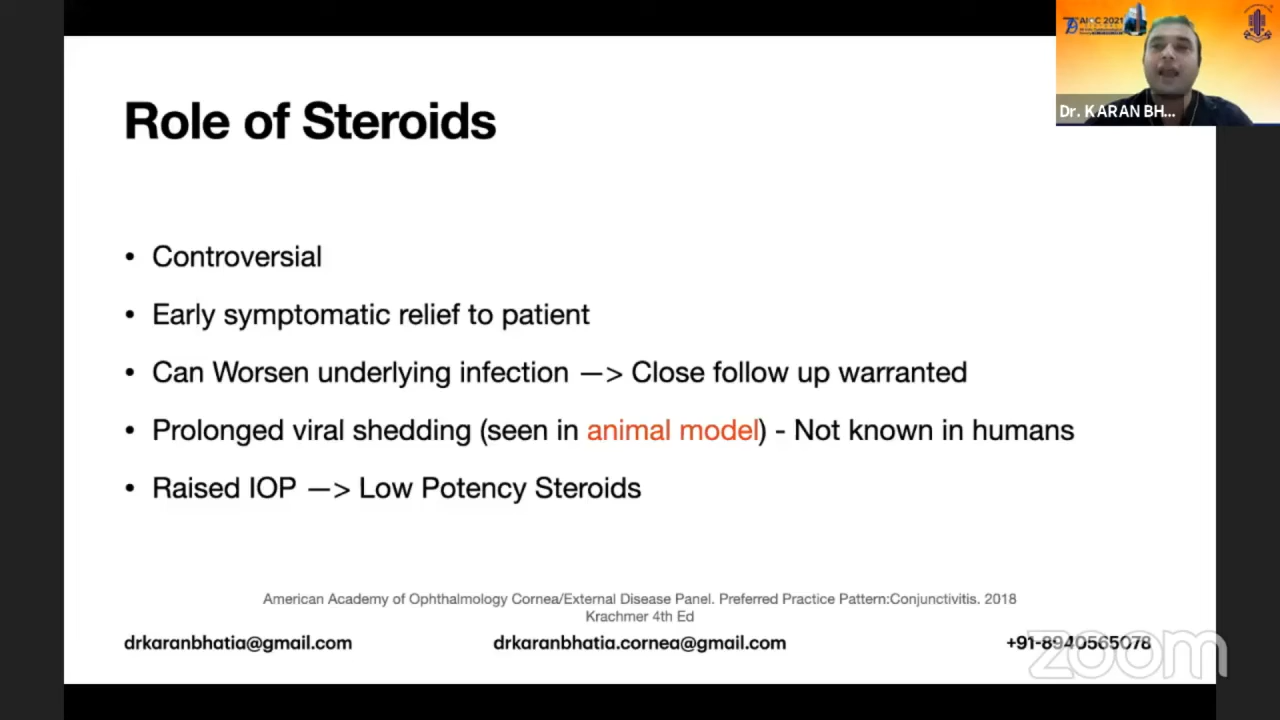 Role of Steroids
• Controversial
• Early symptomatic relief to patient
• Can Worsen underlying infection —> Close follow up warranted
• Prolonged viral shedding (seen in animal model) - Not known in humans
• Raised IOP —> Low Potency Steroids
American Academy of Ophthalmology Cornea/External Disease Panel. Preferred Practice Pattern:Conjunctivitis. 2018
Krachmer 4th Ed
drkaranbhatia@gmail.com
drkaranbhatia.cornea@gmail.com
+91-8940565078
zoom
AIOC 2021
Dr. KARAN BH...